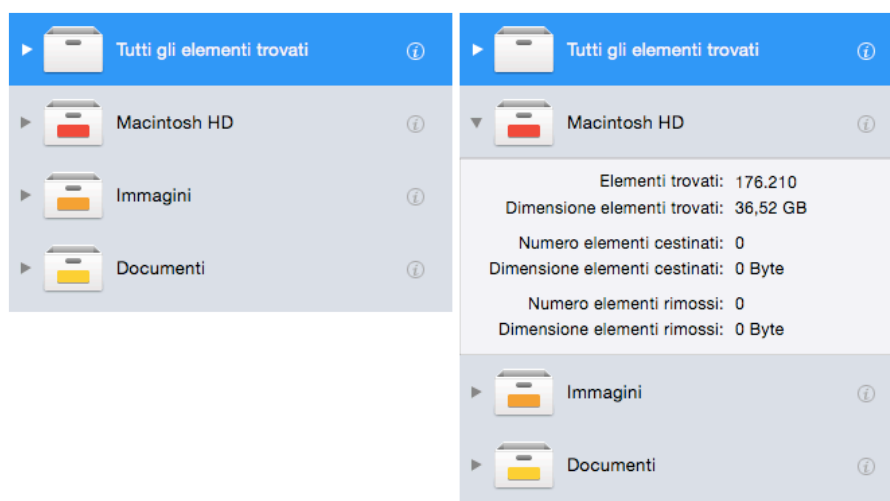 Tutti gli elementi trovati
Macintosh HD
Immagini
Documenti
Tutti gli elementi trovati
Macintosh HD
Elementi trovati: 176.210
Dimensione elementi trovati: 36,52 GB
Numero elementi cestinati: 0
Dimensione elementi cestinati: 0 Byte
Numero elementi rimossi: 0
Dimensione elementi rimossi: 0 Byte
Immagini
Documenti